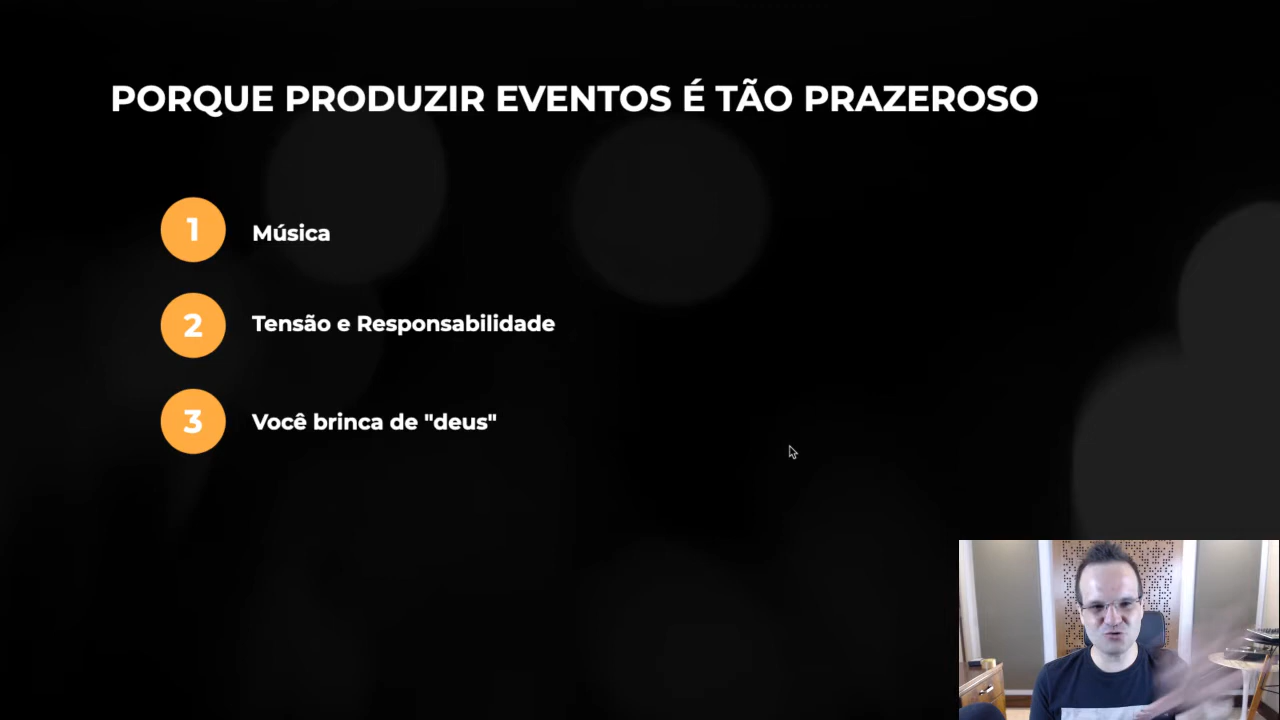 PORQUE PRODUZIR EVENTOS É TÃO PRAZEROSO
1
Música
2
Tensão e Responsabilidade
3
Você brinca de "deus"